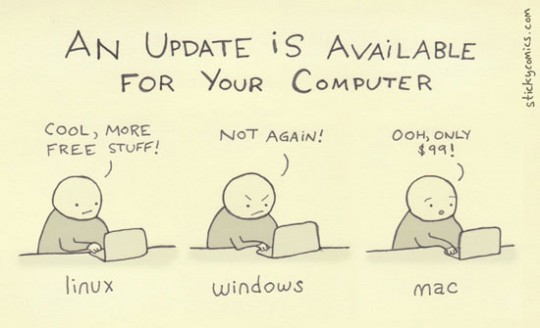 AN UPDATE iS AVAiLABLE
FOR YOUR COMPUTER
stickycomics.com
COOL, MORE
FREE STUFF!
NOT AGAiN!
OOH, ONLY
$99!
linux
windows
mac